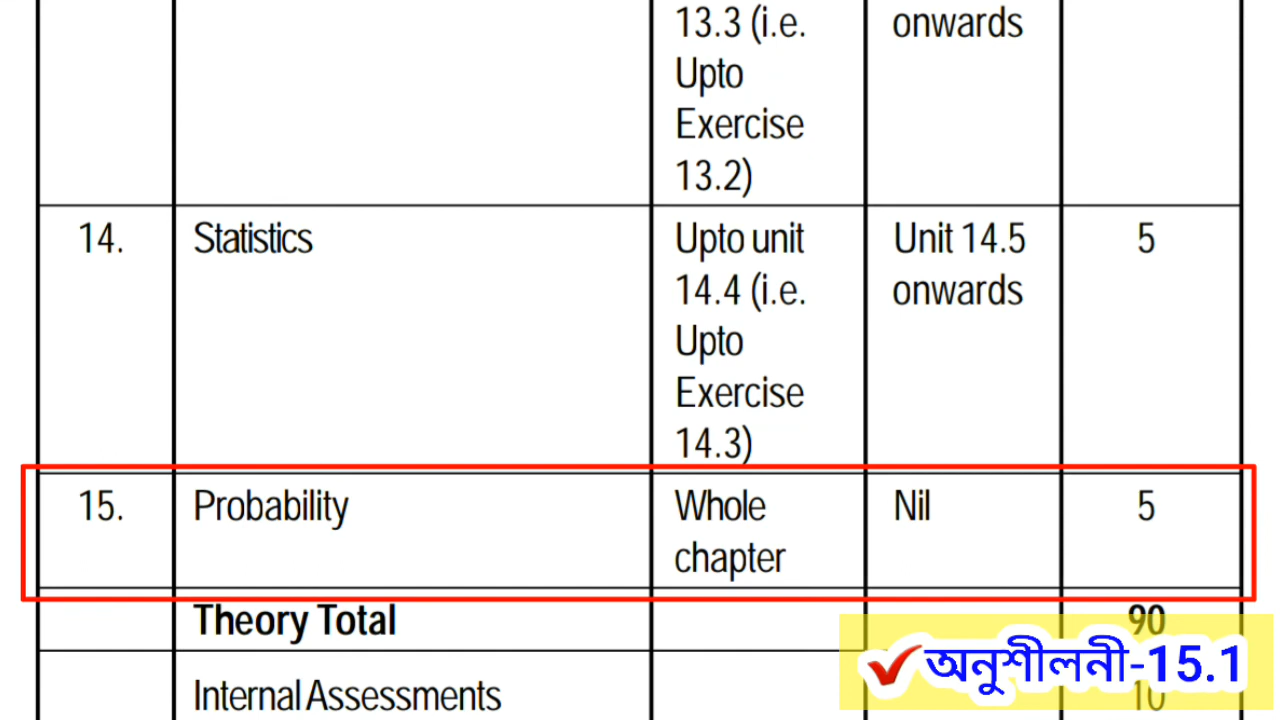 13.3 (i.e. onwards
Upto
Exercise
13.2)
14. Statistics Upto unit Unit 14.5 5
14.4 (i.e. onwards
Upto
Exercise
14.3)
15. Probability Whole Nil 5
chapter
Theory Total 90
অনুশীলনী-15.1
Internal Assessments 10